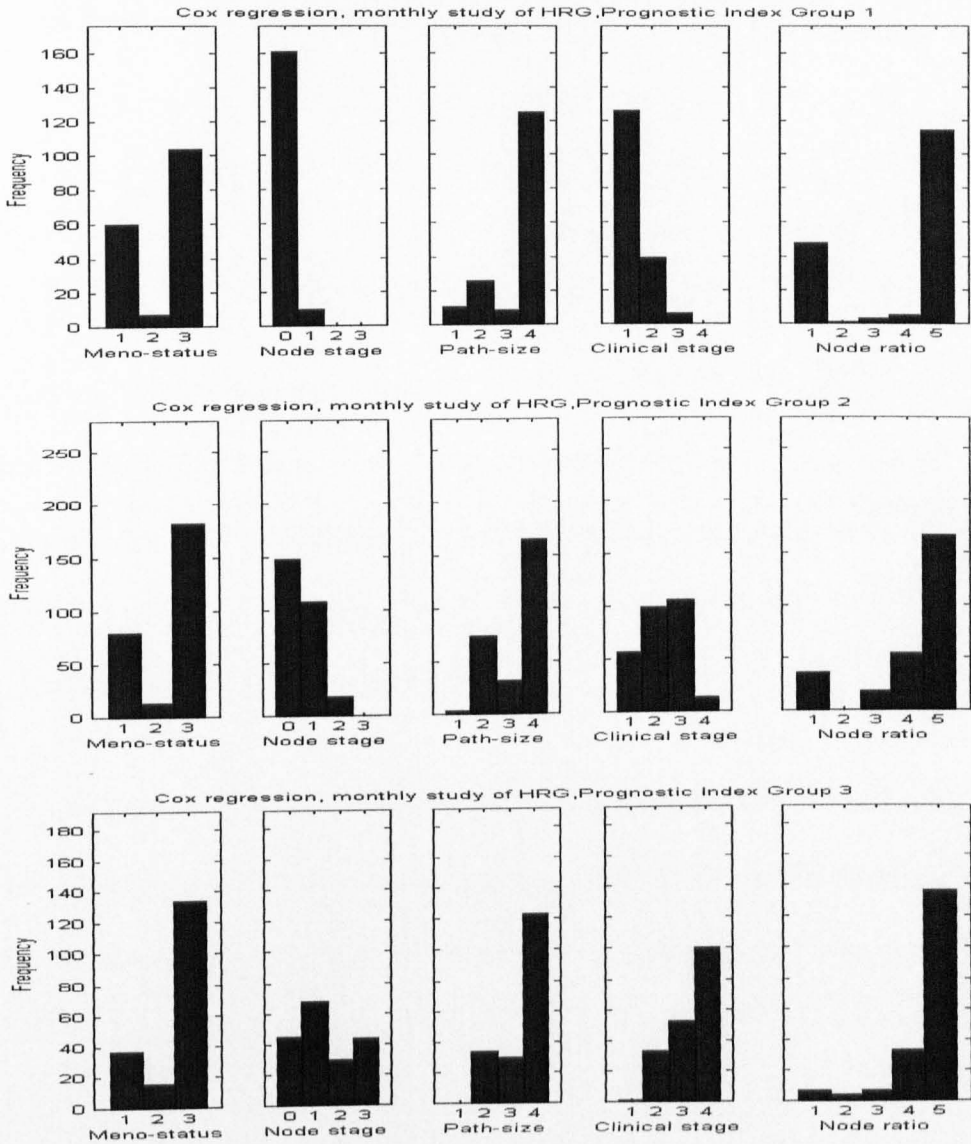 Cox regression, monthly study of HRG,Prognostic Index Group 1
Frequency
160
140
120
100
80
60
40
20
0
1 2 3
Meno-status
0 1 2 3
Node stage
1 2 3 4
Path-size
1 2 3 4
Clinical stage
1 2 3 4 5
Node ratio
Cox regression, monthly study of HRG,Prognostic Index Group 2
Frequency
250
200
150
100
50
0
1 2 3
Meno-status
0 1 2 3
Node stage
1 2 3 4
Path-size
1 2 3 4
Clinical stage
1 2 3 4 5
Node ratio
Cox regression, monthly study of HRG,Prognostic Index Group 3
Frequency
180
160
140
120
100
80
60
40
20
0
1 2 3
Meno-status
0 1 2 3
Node stage
1 2 3 4
Path-size
1 2 3 4
Clinical stage
1 2 3 4 5
Node ratio